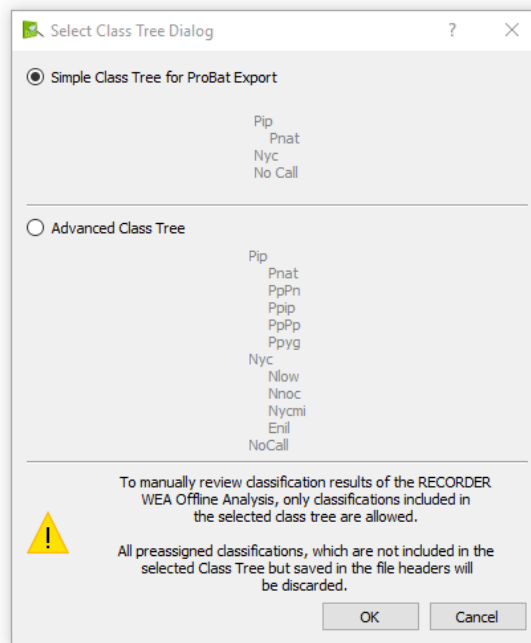 Select Class Tree Dialog
Simple Class Tree for ProBat Export
Pip
Pnat
Nyc
No Call
Advanced Class Tree
Pip
Pnat
PpPn
Ppip
PpPp
Ppyg
Nyc
Nlow
Nnoc
Nycmi
Enil
NoCall
To manually review classification results of the RECORDER
WEA Offline Analysis, only classifications included in
the selected class tree are allowed.
All preassigned classifications, which are not included in the
selected Class Tree but saved in the file headers will
be discarded.
OK Cancel